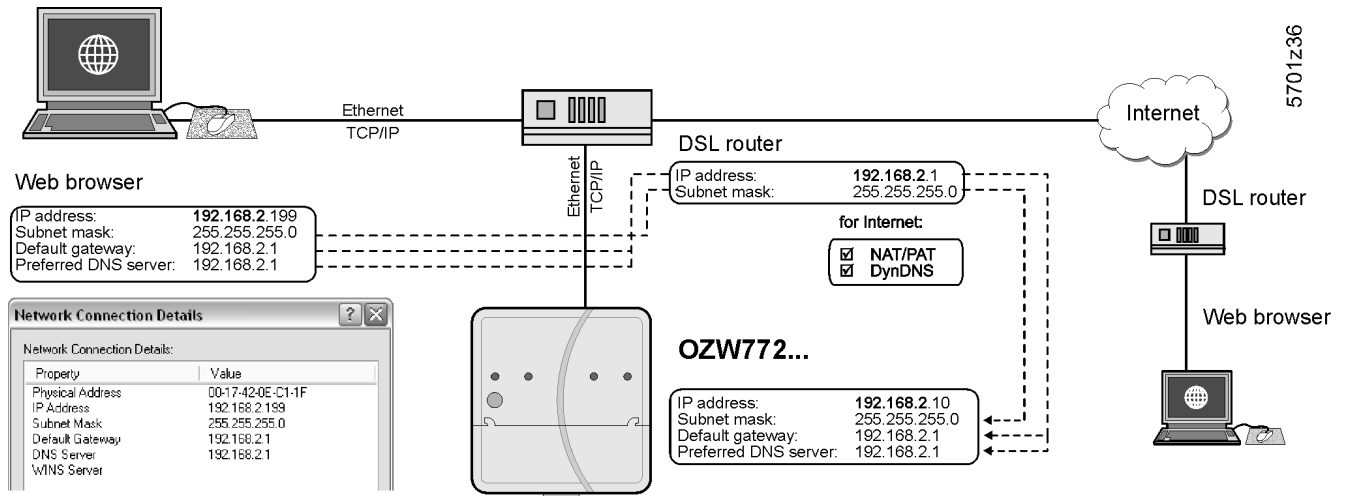 5701z36
Ethernet
TCP/IP
Internet
DSL router
Ethernet
TCP/IP
IP address: 192.168.2.1
Subnet mask: 255.255.255.0
Web browser
IP address: 192.168.2.199
Subnet mask: 255.255.255.0
Default gateway: 192.168.2.1
Preferred DNS server: 192.168.2.1
for Internet:
NAT/PAT
DynDNS
DSL router
Web browser
Network Connection Details
Network Connection Details:
Property Value
Physical Address 00-17-42-0E-C1-1F
IP Address 192.168.2.199
Subnet Mask 255.255.255.0
Default Gateway 192.168.2.1
DNS Server 192.168.2.1
WINS Server
OZW772...
IP address: 192.168.2.10
Subnet mask: 255.255.255.0
Default gateway: 192.168.2.1
Preferred DNS server: 192.168.2.1